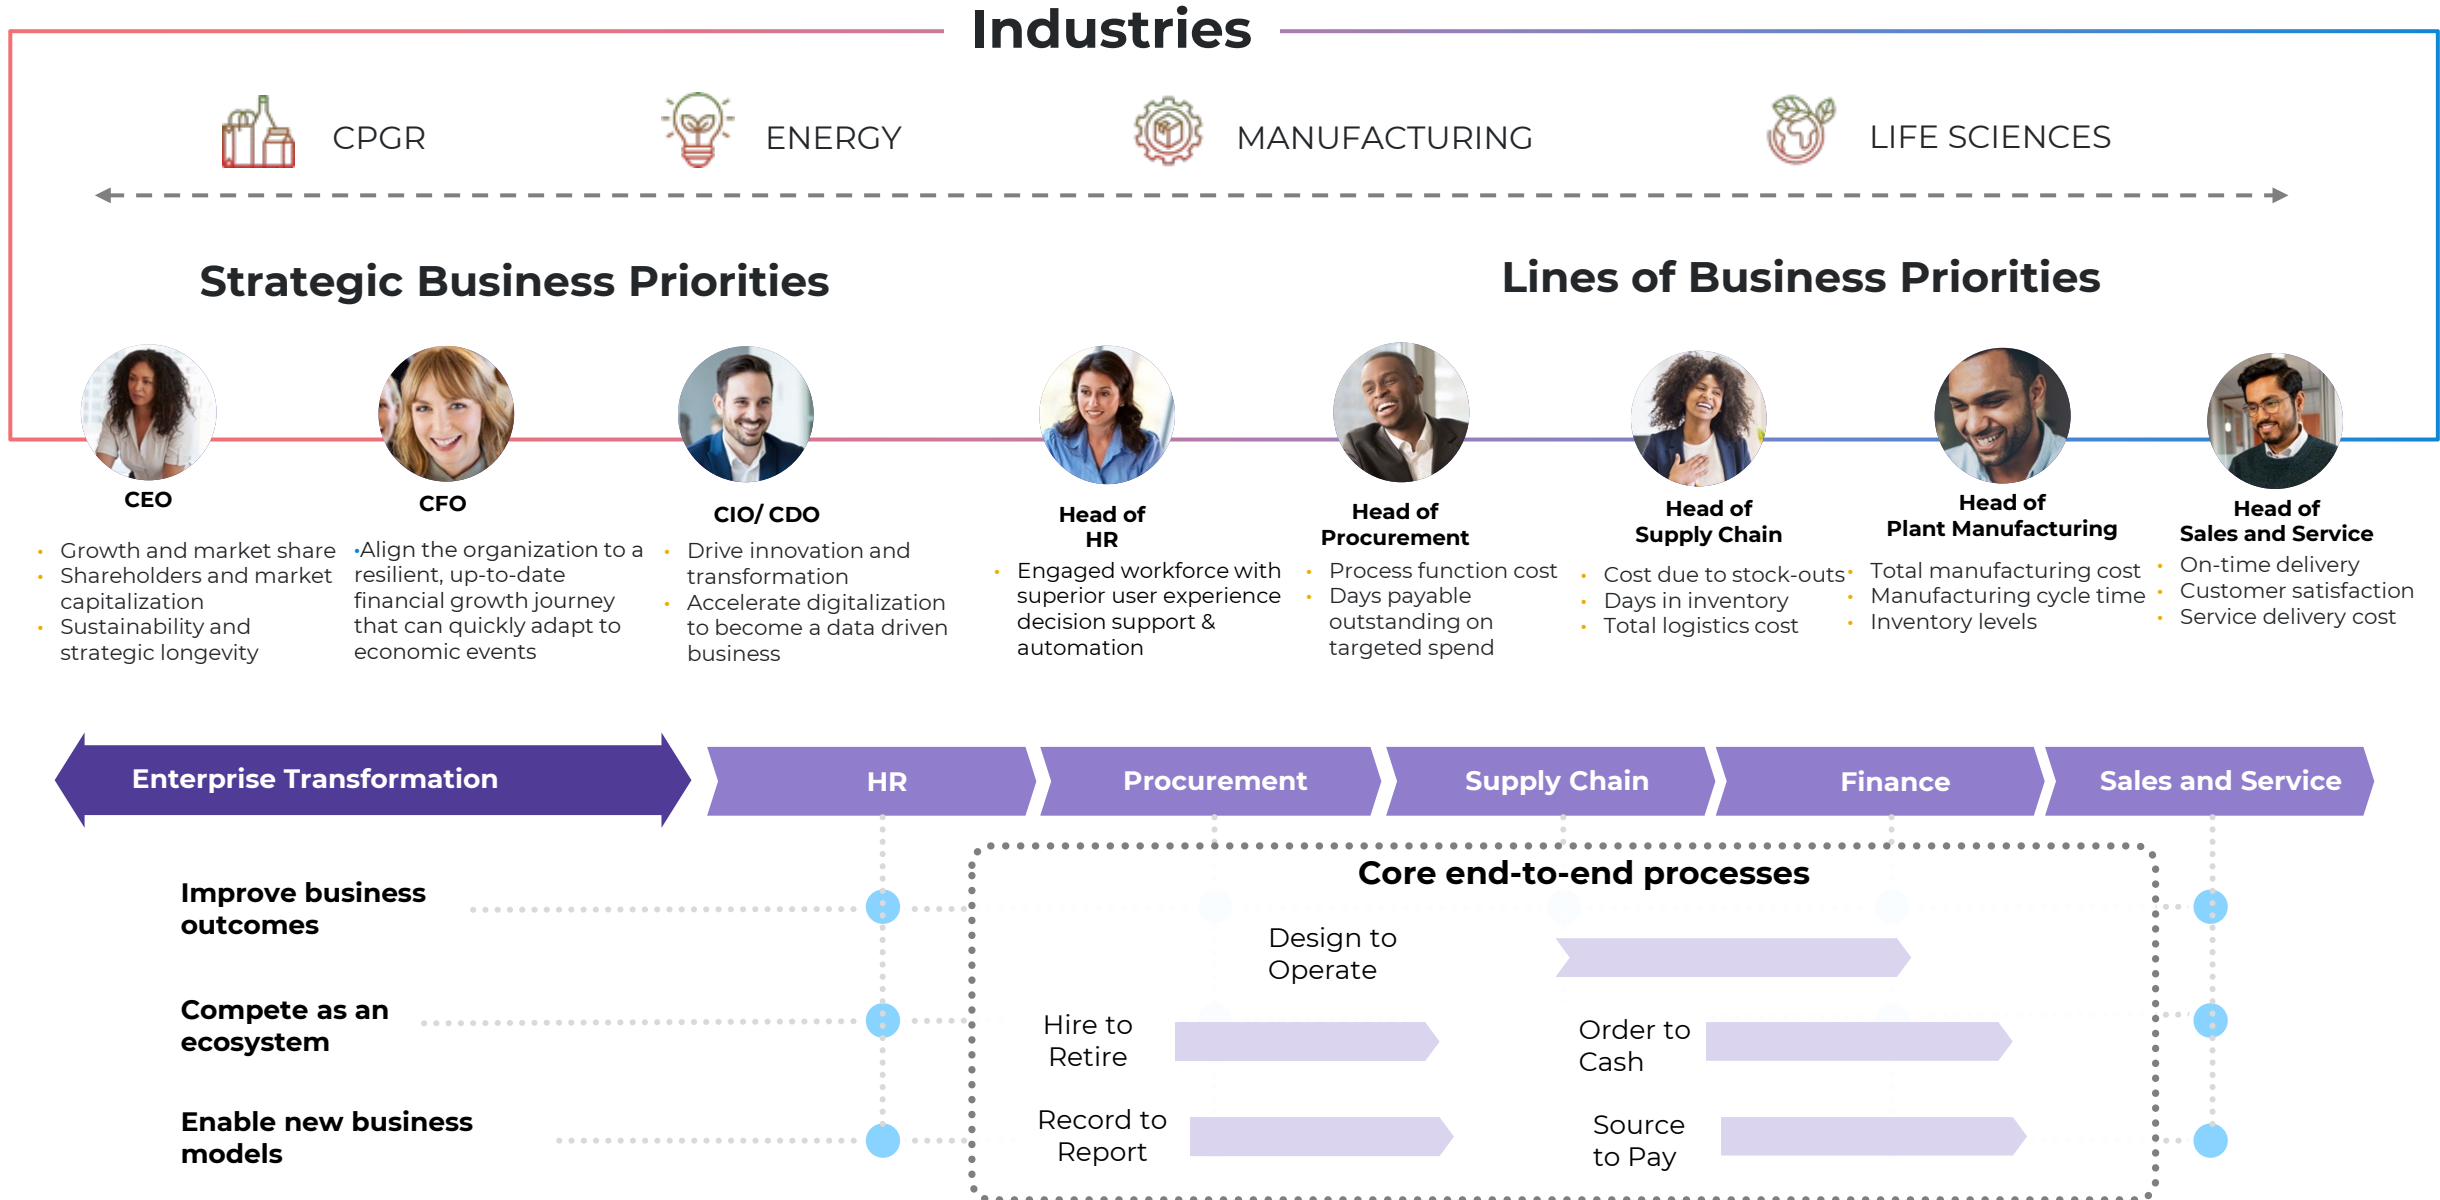 Industries
CPGR
ENERGY
MANUFACTURING
LIFE SCIENCES
Strategic Business Priorities
Lines of Business Priorities
CEO
• Growth and market share
• Shareholders and market
capitalization
• Sustainability and
strategic longevity
CFO
•Align the organization to a
resilient, up-to-date
financial growth journey
that can quickly adapt to
economic events
CIO/ CDO
• Drive innovation and
transformation
• Accelerate digitalization
to become a data driven
business
Head of
HR
• Engaged workforce with
superior user experience
decision support &
automation
Head of
Procurement
• Process function cost
• Days payable
outstanding on
targeted spend
Head of
Supply Chain
• Cost due to stock-outs
• Days in inventory
• Total logistics cost
Head of
Plant Manufacturing
• Total manufacturing cost
• Manufacturing cycle time
• Inventory levels
Head of
Sales and Service
• On-time delivery
• Customer satisfaction
• Service delivery cost
Enterprise Transformation
HR
Procurement
Supply Chain
Finance
Sales and Service
Improve business
outcomes
Compete as an
ecosystem
Enable new business
models
Core end-to-end processes
Design to
Operate
Hire to
Retire
Order to
Cash
Record to
Report
Source
to Pay